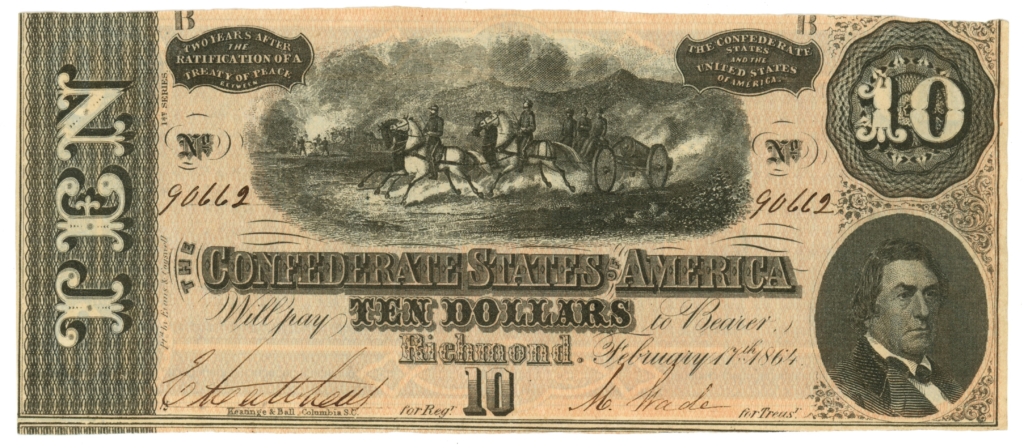 B
B
TWO YEARS AFTER
THE
RATIFICATION OF A
TREATY OF PEACE
BETWEEN
THE CONFEDERATE
STATES
AND THE
UNITED STATES
OF AMERICA.
10
1ST SERIES.
TEN
No
No
90662
90662
THE
CONFEDERATE STATES OF AMERICA
Will pay TEN DOLLARS to Bearer.
Richmond. February 17th. 1864.
10
for Regr.
M. Wade
for Treasr.
Keatinge & Ball Columbia S.C.